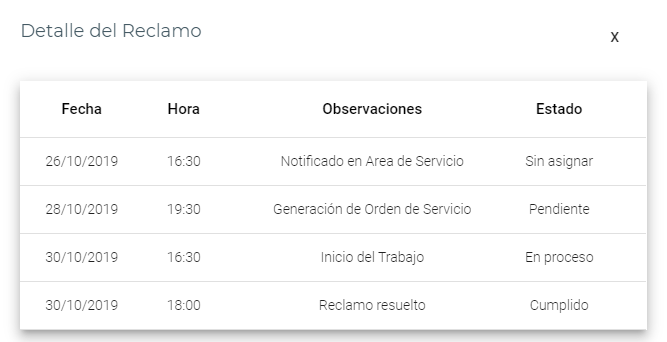 Detalle del Reclamo
X
Fecha Hora Observaciones Estado
26/10/2019 16:30 Notificado en Area de Servicio Sin asignar
28/10/2019 19:30 Generación de Orden de Servicio Pendiente
30/10/2019 16:30 Inicio del Trabajo En proceso
30/10/2019 18:00 Reclamo resuelto Cumplido